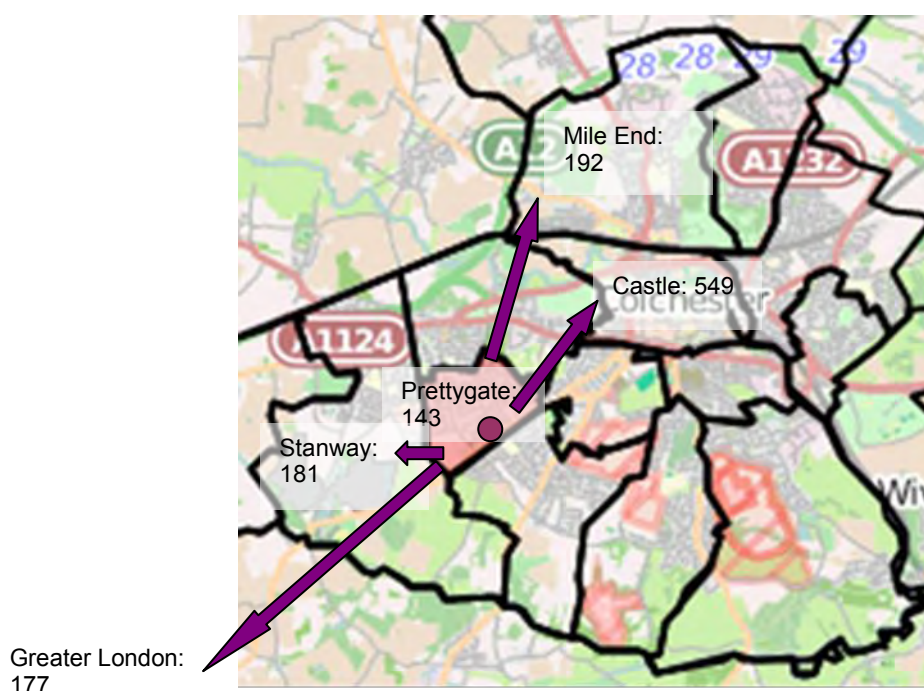 28 28 29 29
A12
Mile End:
192
A1232
Castle: 549
Colchester
A1124
Prettygate:
143
Stanway:
181
Wiv
Greater London:
177